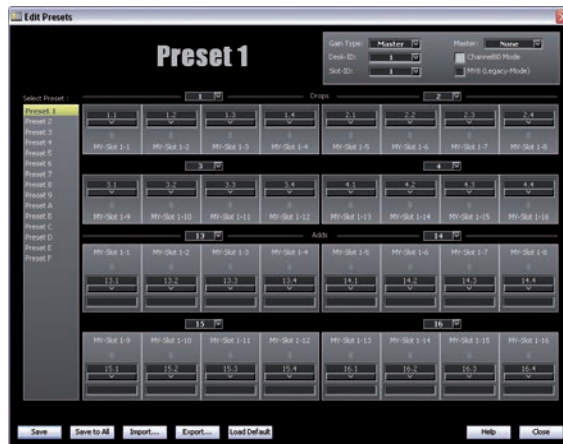 Edit Presets
Preset 1
Gain Type: Master Master: None
Desk-ID: 1 Channel80 Mode
Slot-ID: 1 MY8 (Legacy-Mode)
Select Preset :
Preset 1
Preset 2
Preset 3
Preset 4
Preset 5
Preset 6
Preset 7
Preset 8
Preset 9
Preset A
Preset B
Preset C
Preset D
Preset E
Preset F
1 Drops 2
1.1 1.2 1.3 1.4 2.1 2.2 2.3 2.4
MY-Slot 1-1 MY-Slot 1-2 MY-Slot 1-3 MY-Slot 1-4 MY-Slot 1-5 MY-Slot 1-6 MY-Slot 1-7 MY-Slot 1-8
3 4
3.1 3.2 3.3 3.4 4.1 4.2 4.3 4.4
MY-Slot 1-9 MY-Slot 1-10 MY-Slot 1-11 MY-Slot 1-12 MY-Slot 1-13 MY-Slot 1-14 MY-Slot 1-15 MY-Slot 1-16
13 Adds 14
MY-Slot 1-1 MY-Slot 1-2 MY-Slot 1-3 MY-Slot 1-4 MY-Slot 1-5 MY-Slot 1-6 MY-Slot 1-7 MY-Slot 1-8
13.1 13.2 13.3 13.4 14.1 14.2 14.3 14.4
15 16
MY-Slot 1-9 MY-Slot 1-10 MY-Slot 1-11 MY-Slot 1-12 MY-Slot 1-13 MY-Slot 1-14 MY-Slot 1-15 MY-Slot 1-16
15.1 15.2 15.3 15.4 16.1 16.2 16.3 16.4
Save Save to All Import... Export... Load Default Help Close